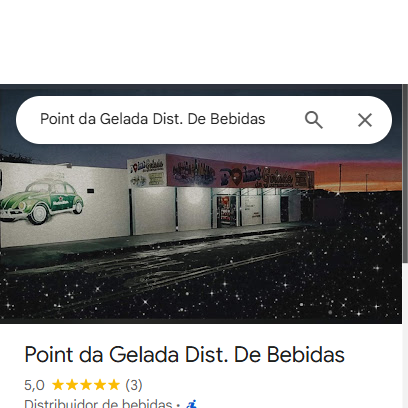 Point da Gelada Dist. De Bebidas
Point da Gelada Dist. De Bebidas
5,0 (3)
Distribuidor de bebidas ·